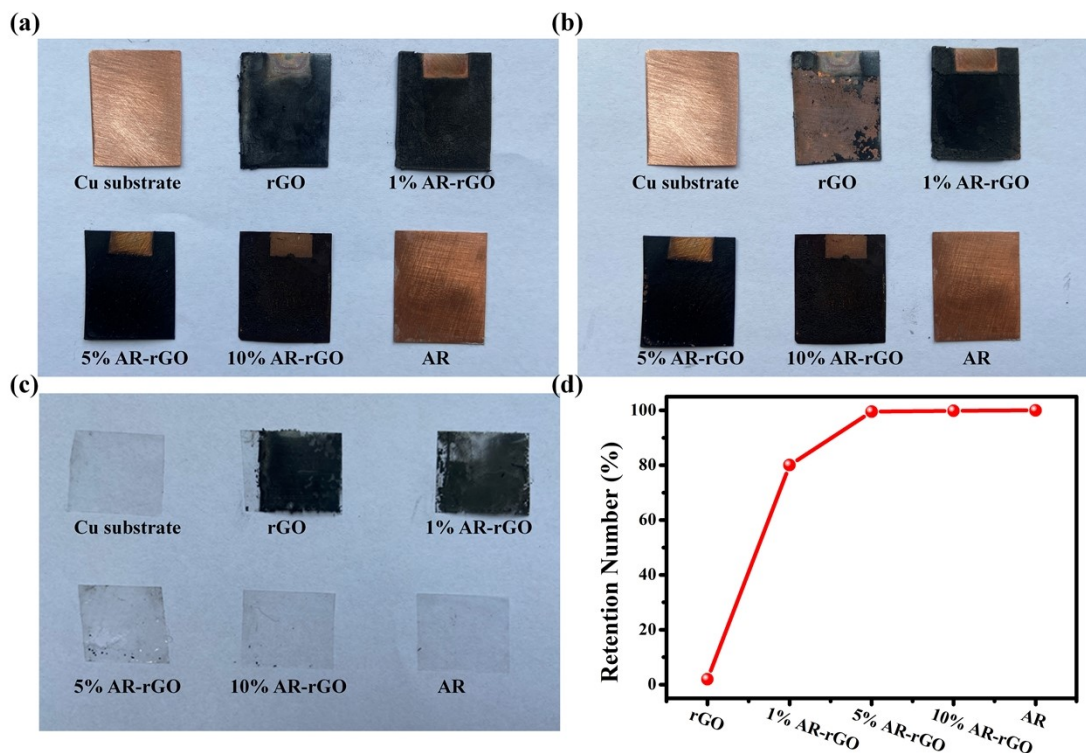 (a)
Cu substrate rGO 1% AR-rGO
5% AR-rGO 10% AR-rGO AR
(b)
Cu substrate rGO 1% AR-rGO
5% AR-rGO 10% AR-rGO AR
(c)
Cu substrate rGO 1% AR-rGO
5% AR-rGO 10% AR-rGO AR
(d)
Retention Number (%)
100
80
60
40
20
0
rGO 1% AR-rGO 5% AR-rGO 10% AR-rGO AR